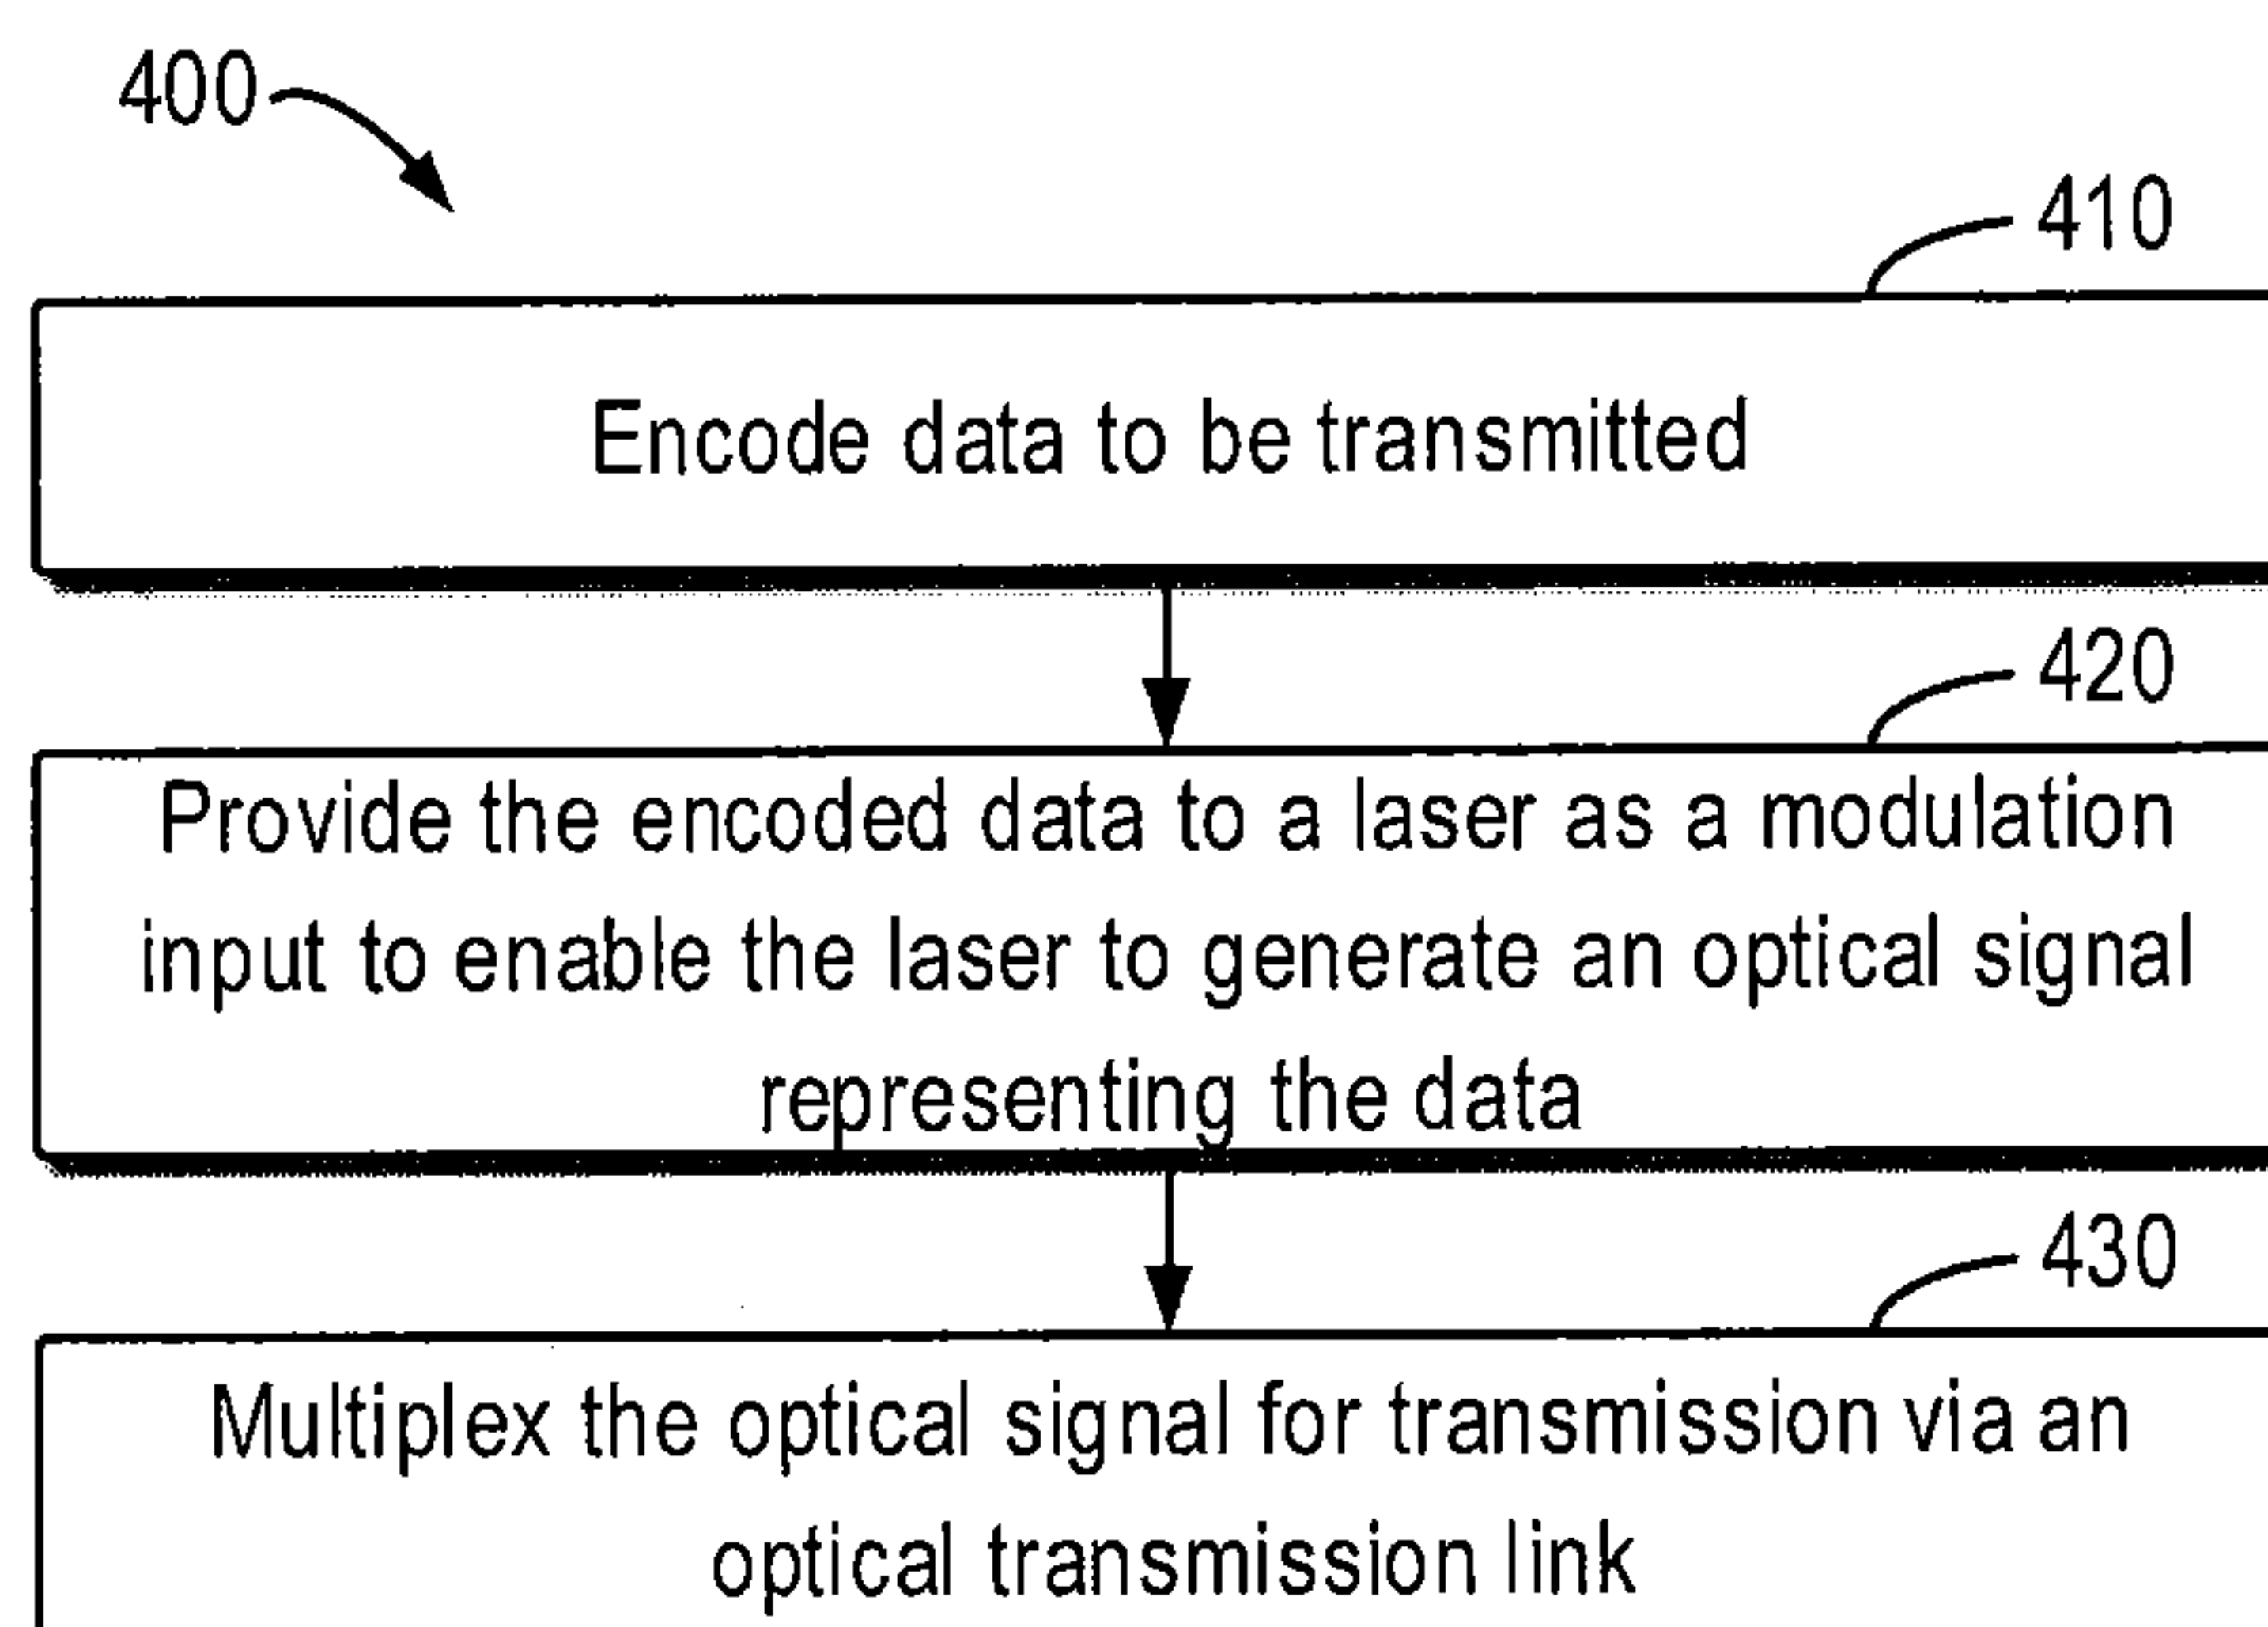 400
410
Encode data to be transmitted
420
Provide the encoded data to a laser as a modulation
input to enable the laser to generate an optical signal
representing the data
430
Multiplex the optical signal for transmission via an
optical transmission link